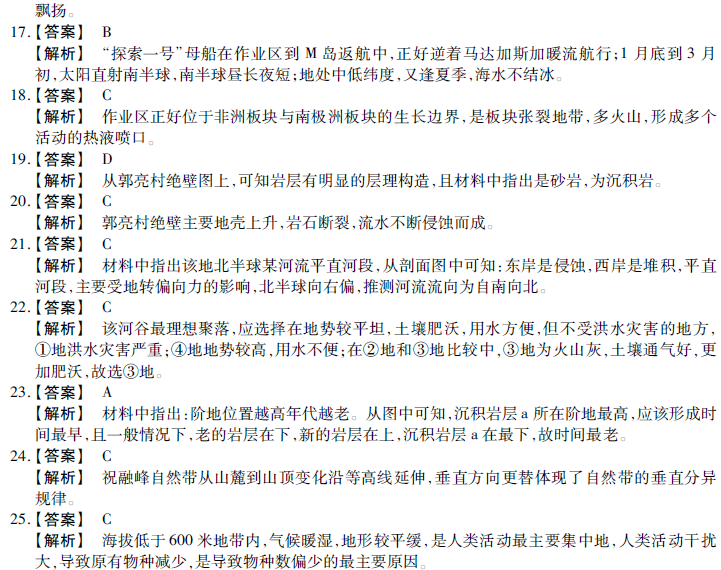 飘扬。
17.【答案】 B
【解析】 “探索一号”母船在作业区到 M 岛返航中,正好逆着马达加斯加暖流航行;1 月底到 3 月
初,太阳直射南半球,南半球昼长夜短;地处中低纬度,又逢夏季,海水不结冰。
18.【答案】 C
【解析】 作业区正好位于非洲板块与南极洲板块的生长边界,是板块张裂地带,多火山,形成多个
活动的热液喷口。
19.【答案】 D
【解析】 从郭亮村绝壁图上,可知岩层有明显的层理构造,且材料中指出是砂岩,为沉积岩。
20.【答案】 C
【解析】 郭亮村绝壁主要地壳上升,岩石断裂,流水不断侵蚀而成。
21.【答案】 C
【解析】 材料中指出该地北半球某河流平直河段,从剖面图中可知:东岸是侵蚀,西岸是堆积,平直
河段,主要受地转偏向力的影响,北半球向右偏,推测河流流向为自南向北。
22.【答案】 C
【解析】 该河谷最理想聚落,应选择在地势较平坦,土壤肥沃,用水方便,但不受洪水灾害的地方,
①地洪水灾害严重;④地地势较高,用水不便;在②地和③地比较中,③地为火山灰,土壤通气好,更
加肥沃,故选③地。
23.【答案】 A
【解析】 材料中指出:阶地位置越高年代越老。从图中可知,沉积岩层 a 所在阶地最高,应该形成时
间最早,且一般情况下,老的岩层在下,新的岩层在上,沉积岩层 a 在最下,故时间最老。
24.【答案】 C
【解析】 祝融峰自然带从山麓到山顶变化沿等高线延伸,垂直方向更替体现了自然带的垂直分异
规律。
25.【答案】 C
【解析】 海拔低于 600 米地带内,气候暖湿,地形较平缓,是人类活动最主要集中地,人类活动干扰
大,导致原有物种减少,是导致物种数偏少的最主要原因。